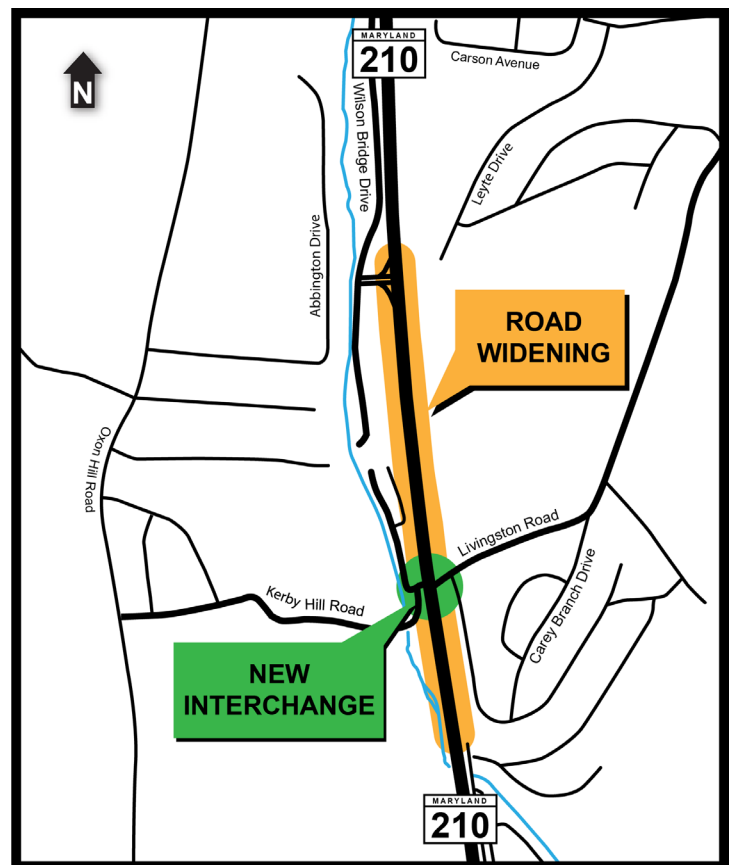 MARYLAND
210
Carson Avenue
N
Wilson Bridge Drive
Leyte Drive
Abbington Drive
ROAD
WIDENING
Oxon Hill Road
Livingston Road
Kerby Hill Road
Carey Branch Drive
NEW
INTERCHANGE
MARYLAND
210